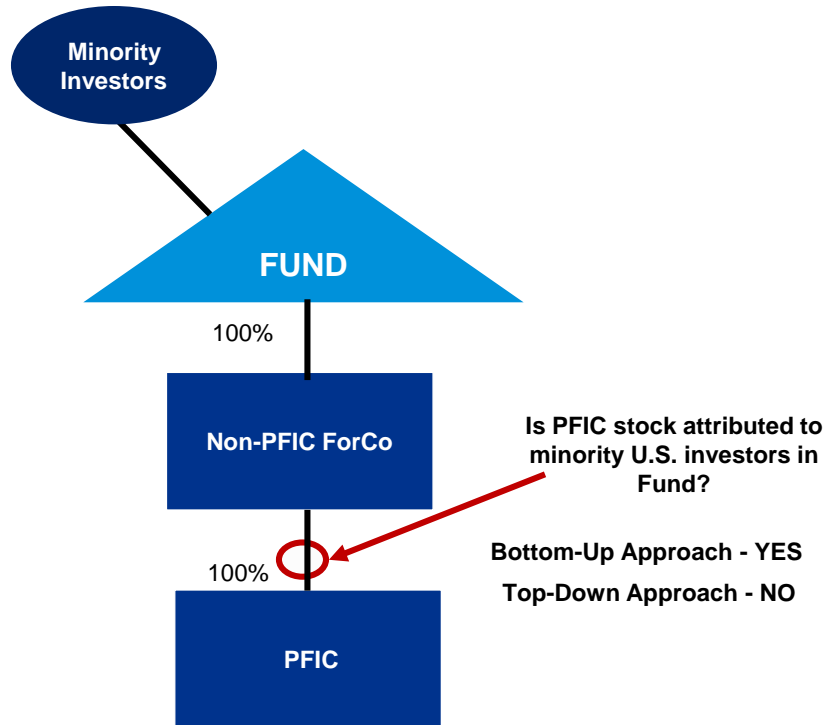 Minority
Investors
FUND
100%
Non-PFIC ForCo
Is PFIC stock attributed to
minority U.S. investors in
Fund?
Bottom-Up Approach - YES
100%
Top-Down Approach - NO
PFIC